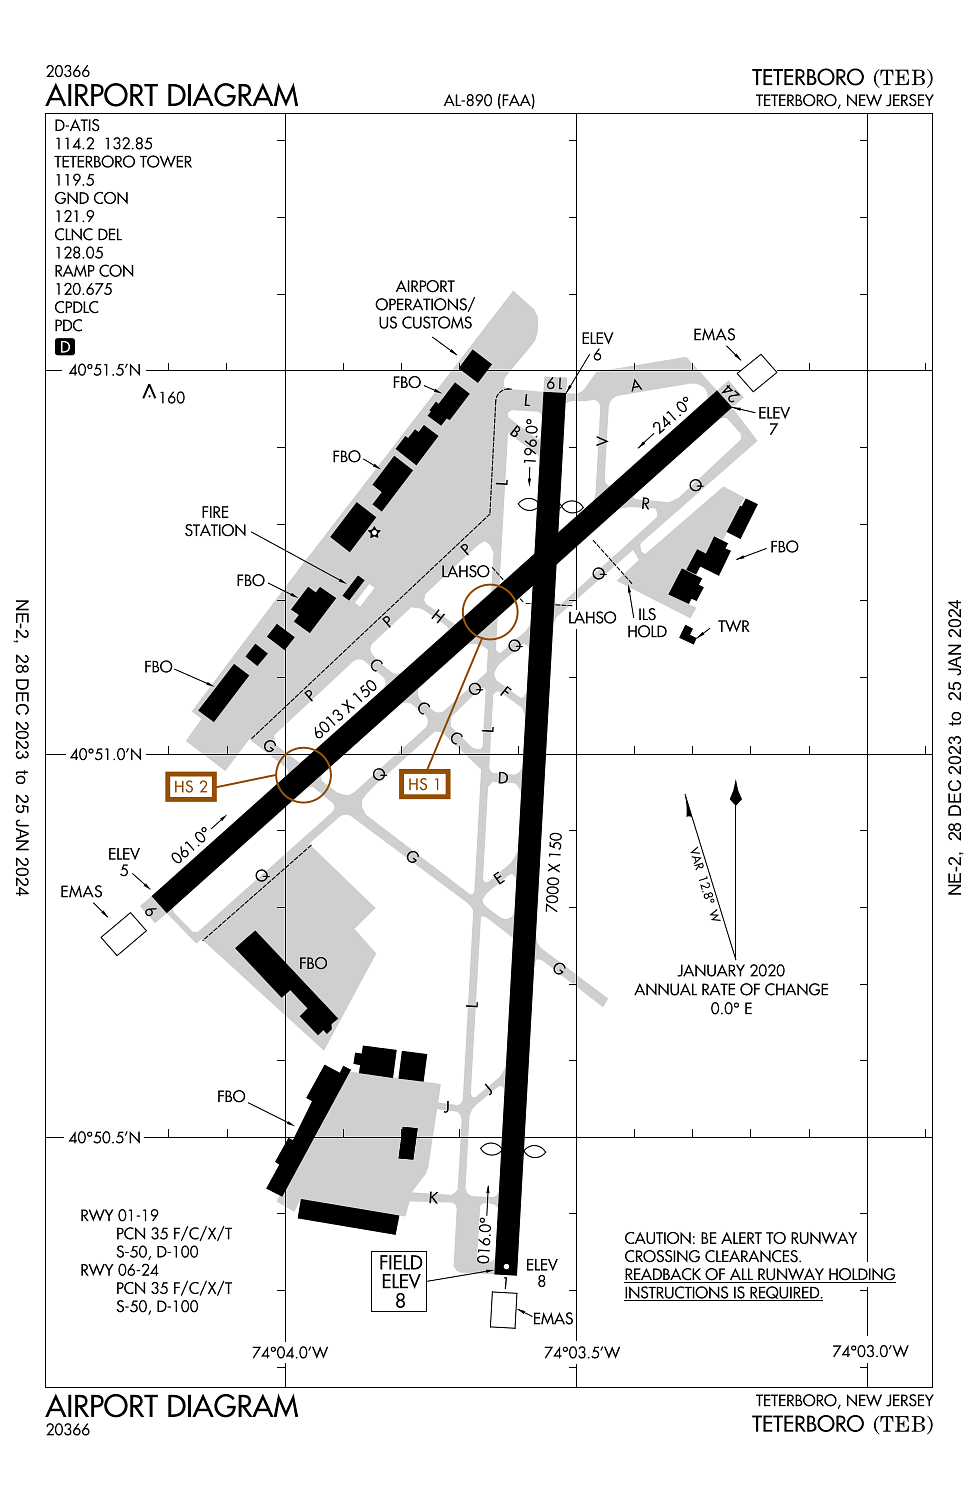 20366
AIRPORT DIAGRAM
AL-890 (FAA)
TETERBORO (TEB)
TETERBORO, NEW JERSEY
D-ATIS
114.2 132.85
TETERBORO TOWER
119.5
GND CON
121.9
CLNC DEL
128.05
RAMP CON
120.675
CPDLC
PDC
D
AIRPORT
OPERATIONS/
US CUSTOMS
ELEV
6
EMAS
40°51.5'N
160
FBO
19
A
24
ELEV
7
L
B
196.0°
V
241.0°
FBO
L
Q
R
FIRE
STATION
P
FBO
LAHSO
Q
FBO
H
P
LAHSO
ILS
HOLD
TWR
Q
C
FBO
P
6013 X 150
Q
F
C
L
C
G
40°51.0'N
HS 2
Q
HS 1
D
061.0°
7000 X 150
VAR 12.8° W
ELEV
5
G
E
EMAS
Q
6
FBO
G
JANUARY 2020
ANNUAL RATE OF CHANGE
0.0° E
L
FBO
J
J
40°50.5'N
K
RWY 01-19
PCN 35 F/C/X/T
S-50, D-100
RWY 06-24
PCN 35 F/C/X/T
S-50, D-100
016.0°
FIELD
ELEV
8
ELEV
8
1
EMAS
CAUTION: BE ALERT TO RUNWAY
CROSSING CLEARANCES.
READBACK OF ALL RUNWAY HOLDING
INSTRUCTIONS IS REQUIRED.
74°04.0'W
74°03.5'W
74°03.0'W
NE-2, 28 DEC 2023 to 25 JAN 2024
NE-2, 28 DEC 2023 to 25 JAN 2024
AIRPORT DIAGRAM
20366
TETERBORO, NEW JERSEY
TETERBORO (TEB)